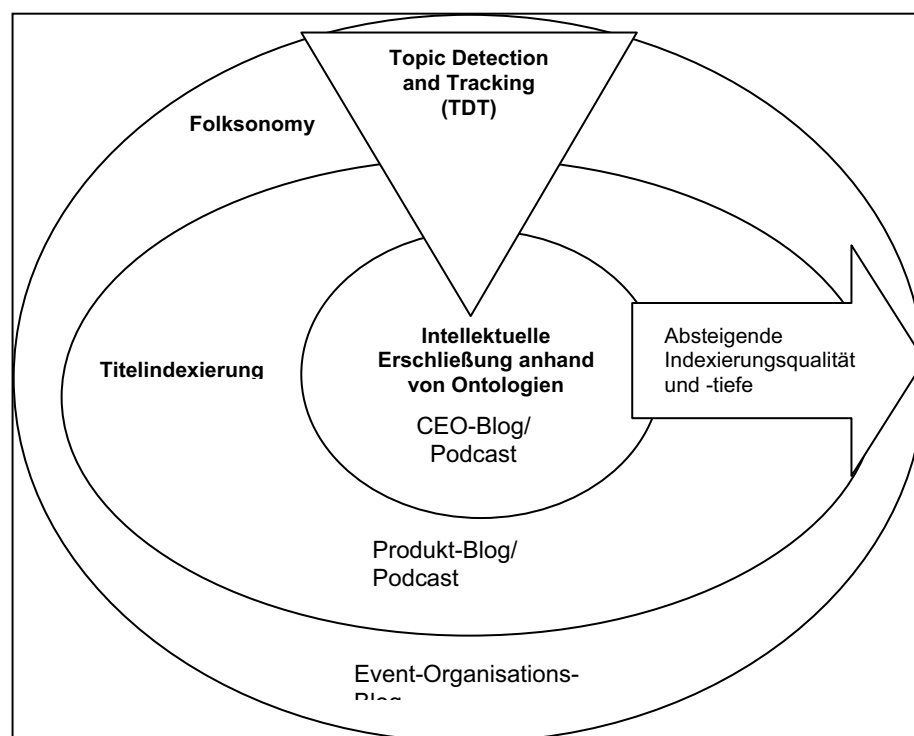 Topic Detection
and Tracking
(TDT)
Folksonomy
Titelindexierung
Intellektuelle
Erschließung anhand
von Ontologien
CEO-Blog/
Podcast
Absteigende
Indexierungsqualität
und -tiefe
Produkt-Blog/
Podcast
Event-Organisations-
Blog